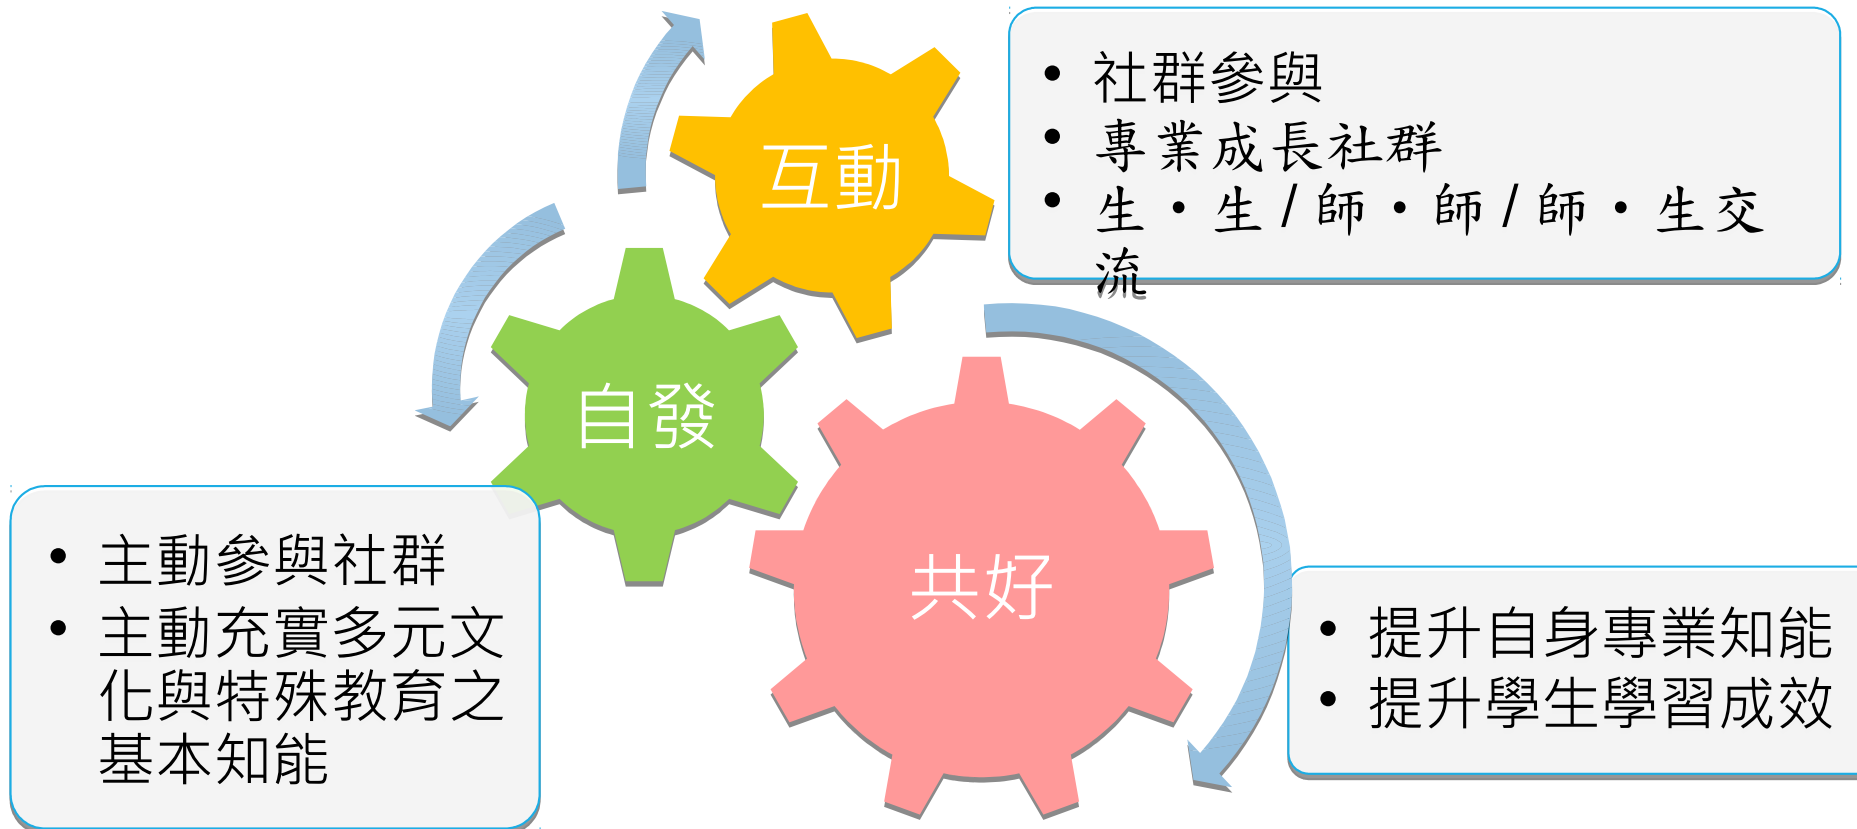 互動
• 社群參與
• 專業成長社群
• 生・生/師・師/師・生交
流
自發
• 主動參與社群
• 主動充實多元文
化與特殊教育之
基本知能
共好
• 提升自身專業知能
• 提升學生學習成效